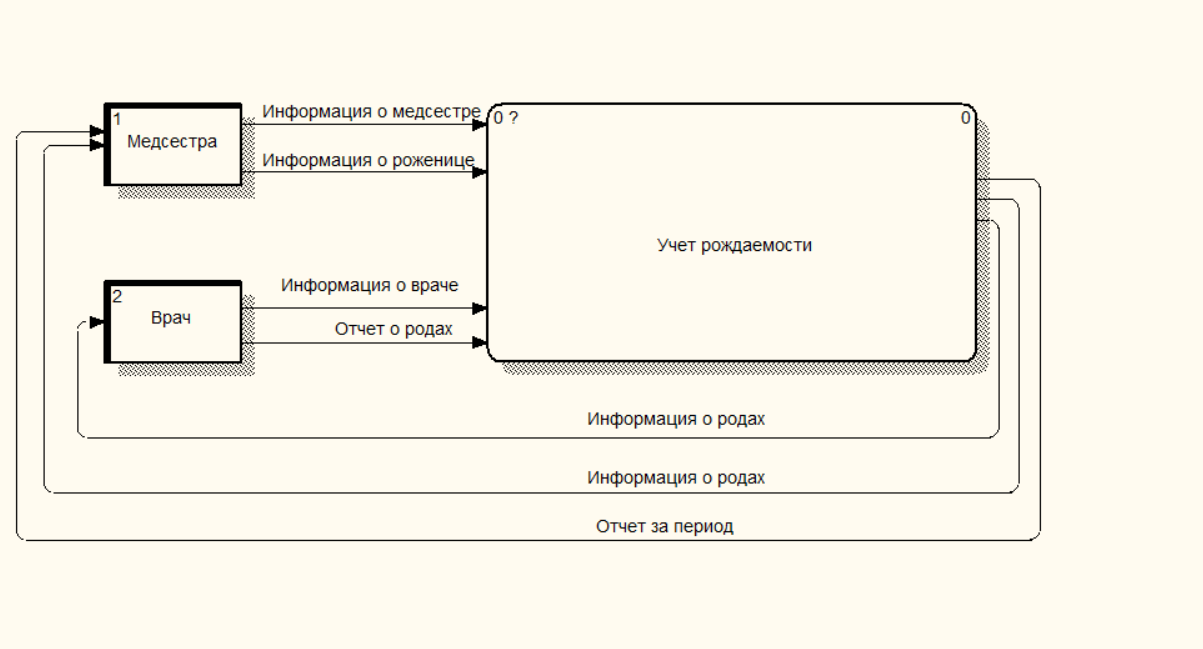 1
Медсестра
Информация о медсестре
Информация о роженице
0 ?
0
Учет рождаемости
2
Врач
Информация о враче
Отчет о родах
Информация о родах
Информация о родах
Отчет за период